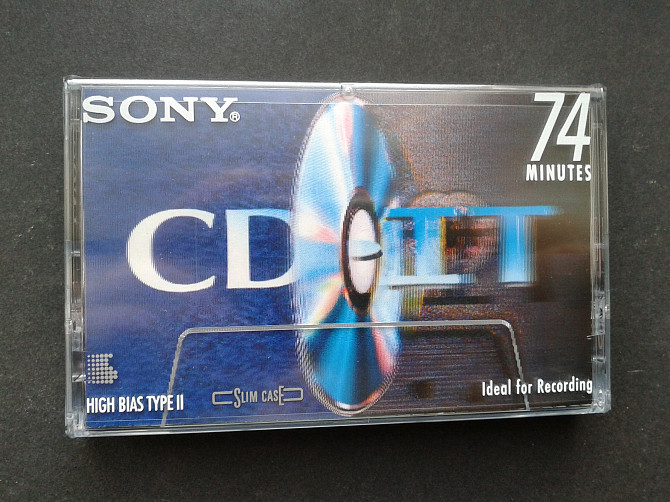 SONY®
74
MINUTES
CD IT
HIGH BIAS TYPE II
SLIM CASE
Ideal for Recording